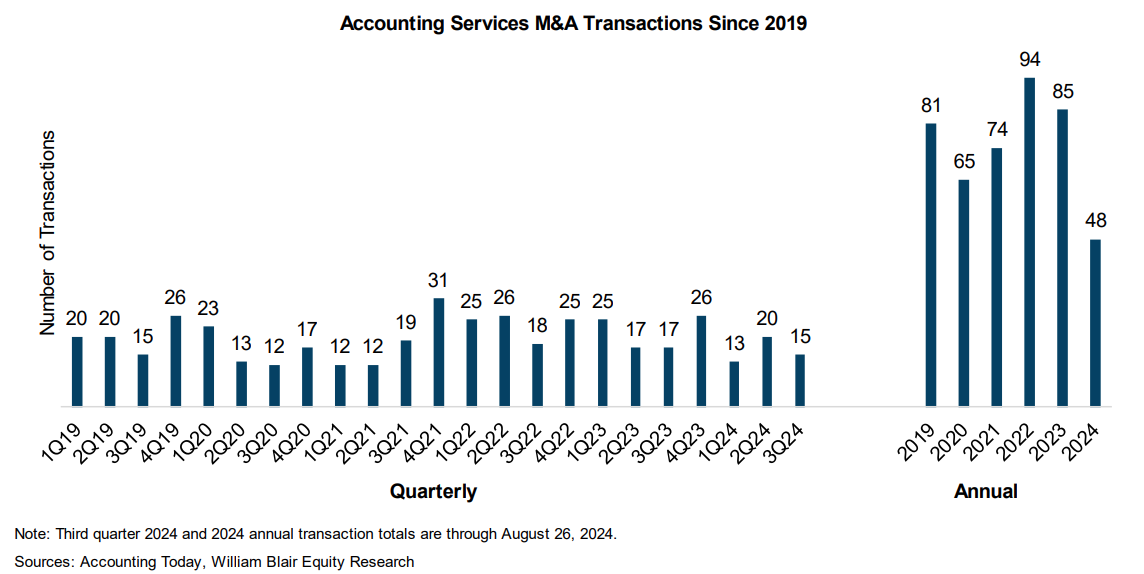 Accounting Services M&A Transactions Since 2019
Number of Transactions
20 20 15 26 23 13 12 17 12 12 19 31 25 26 18 25 25 17 17 26 13 20 15
81 65 74 94 85 48
1Q19 2Q19 3Q19 4Q19 1Q20 2Q20 3Q20 4Q20 1Q21 2Q21 3Q21 4Q21 1Q22 2Q22 3Q22 4Q22 1Q23 2Q23 3Q23 4Q23 1Q24 2Q24 3Q24
2019 2020 2021 2022 2023 2024
Quarterly
Annual
Note: Third quarter 2024 and 2024 annual transaction totals are through August 26, 2024.
Sources: Accounting Today, William Blair Equity Research